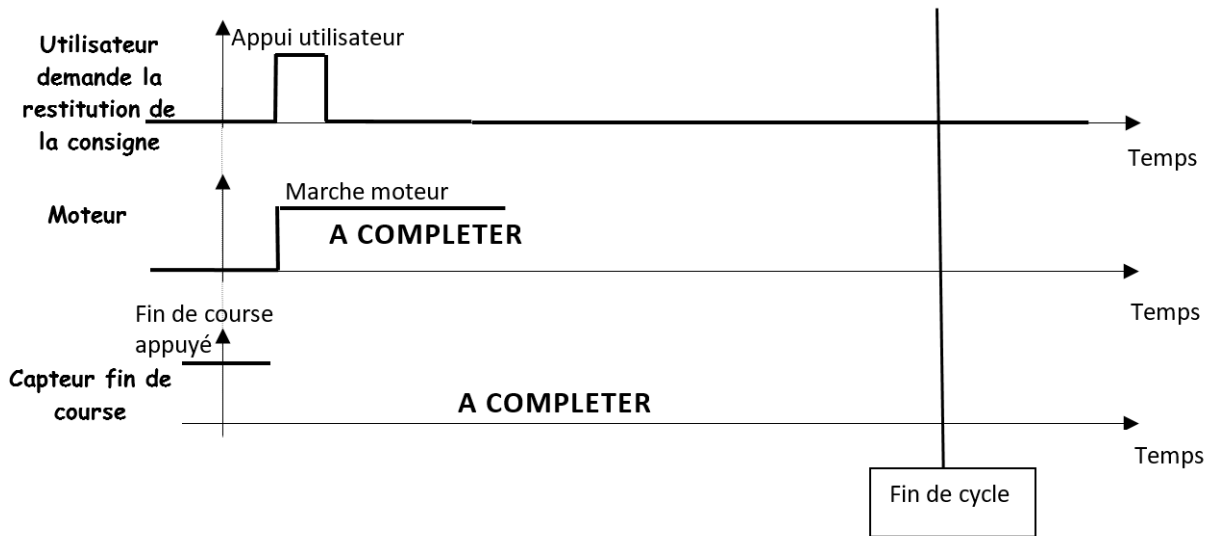 Utilisateur
demande la
restitution de
la consigne
Appui utilisateur
Temps
Moteur
Marche moteur
A COMPLETER
Temps
Fin de course
appuyé
Capteur fin de
course
A COMPLETER
Temps
Fin de cycle